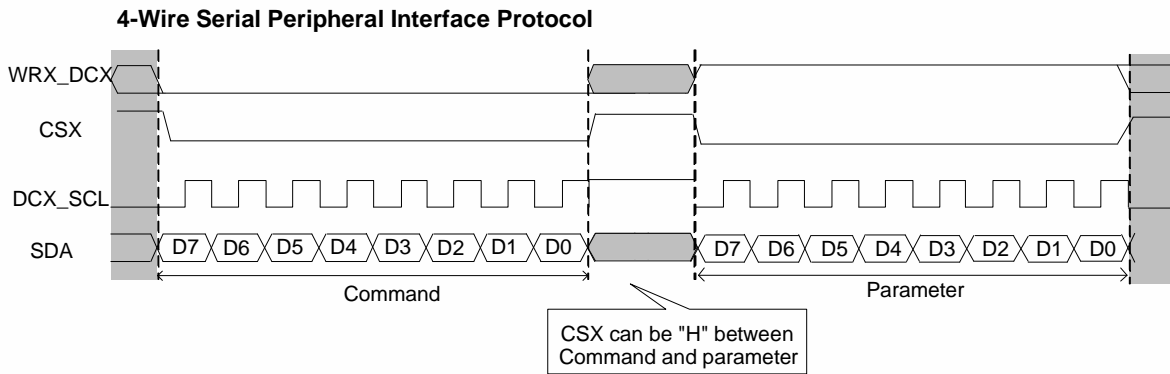 4-Wire Serial Peripheral Interface Protocol
WRX_DCX
CSX
DCX_SCL
SDA
D7 D6 D5 D4 D3 D2 D1 D0 D7 D6 D5 D4 D3 D2 D1 D0
Command Parameter
CSX can be "H" between
Command and parameter